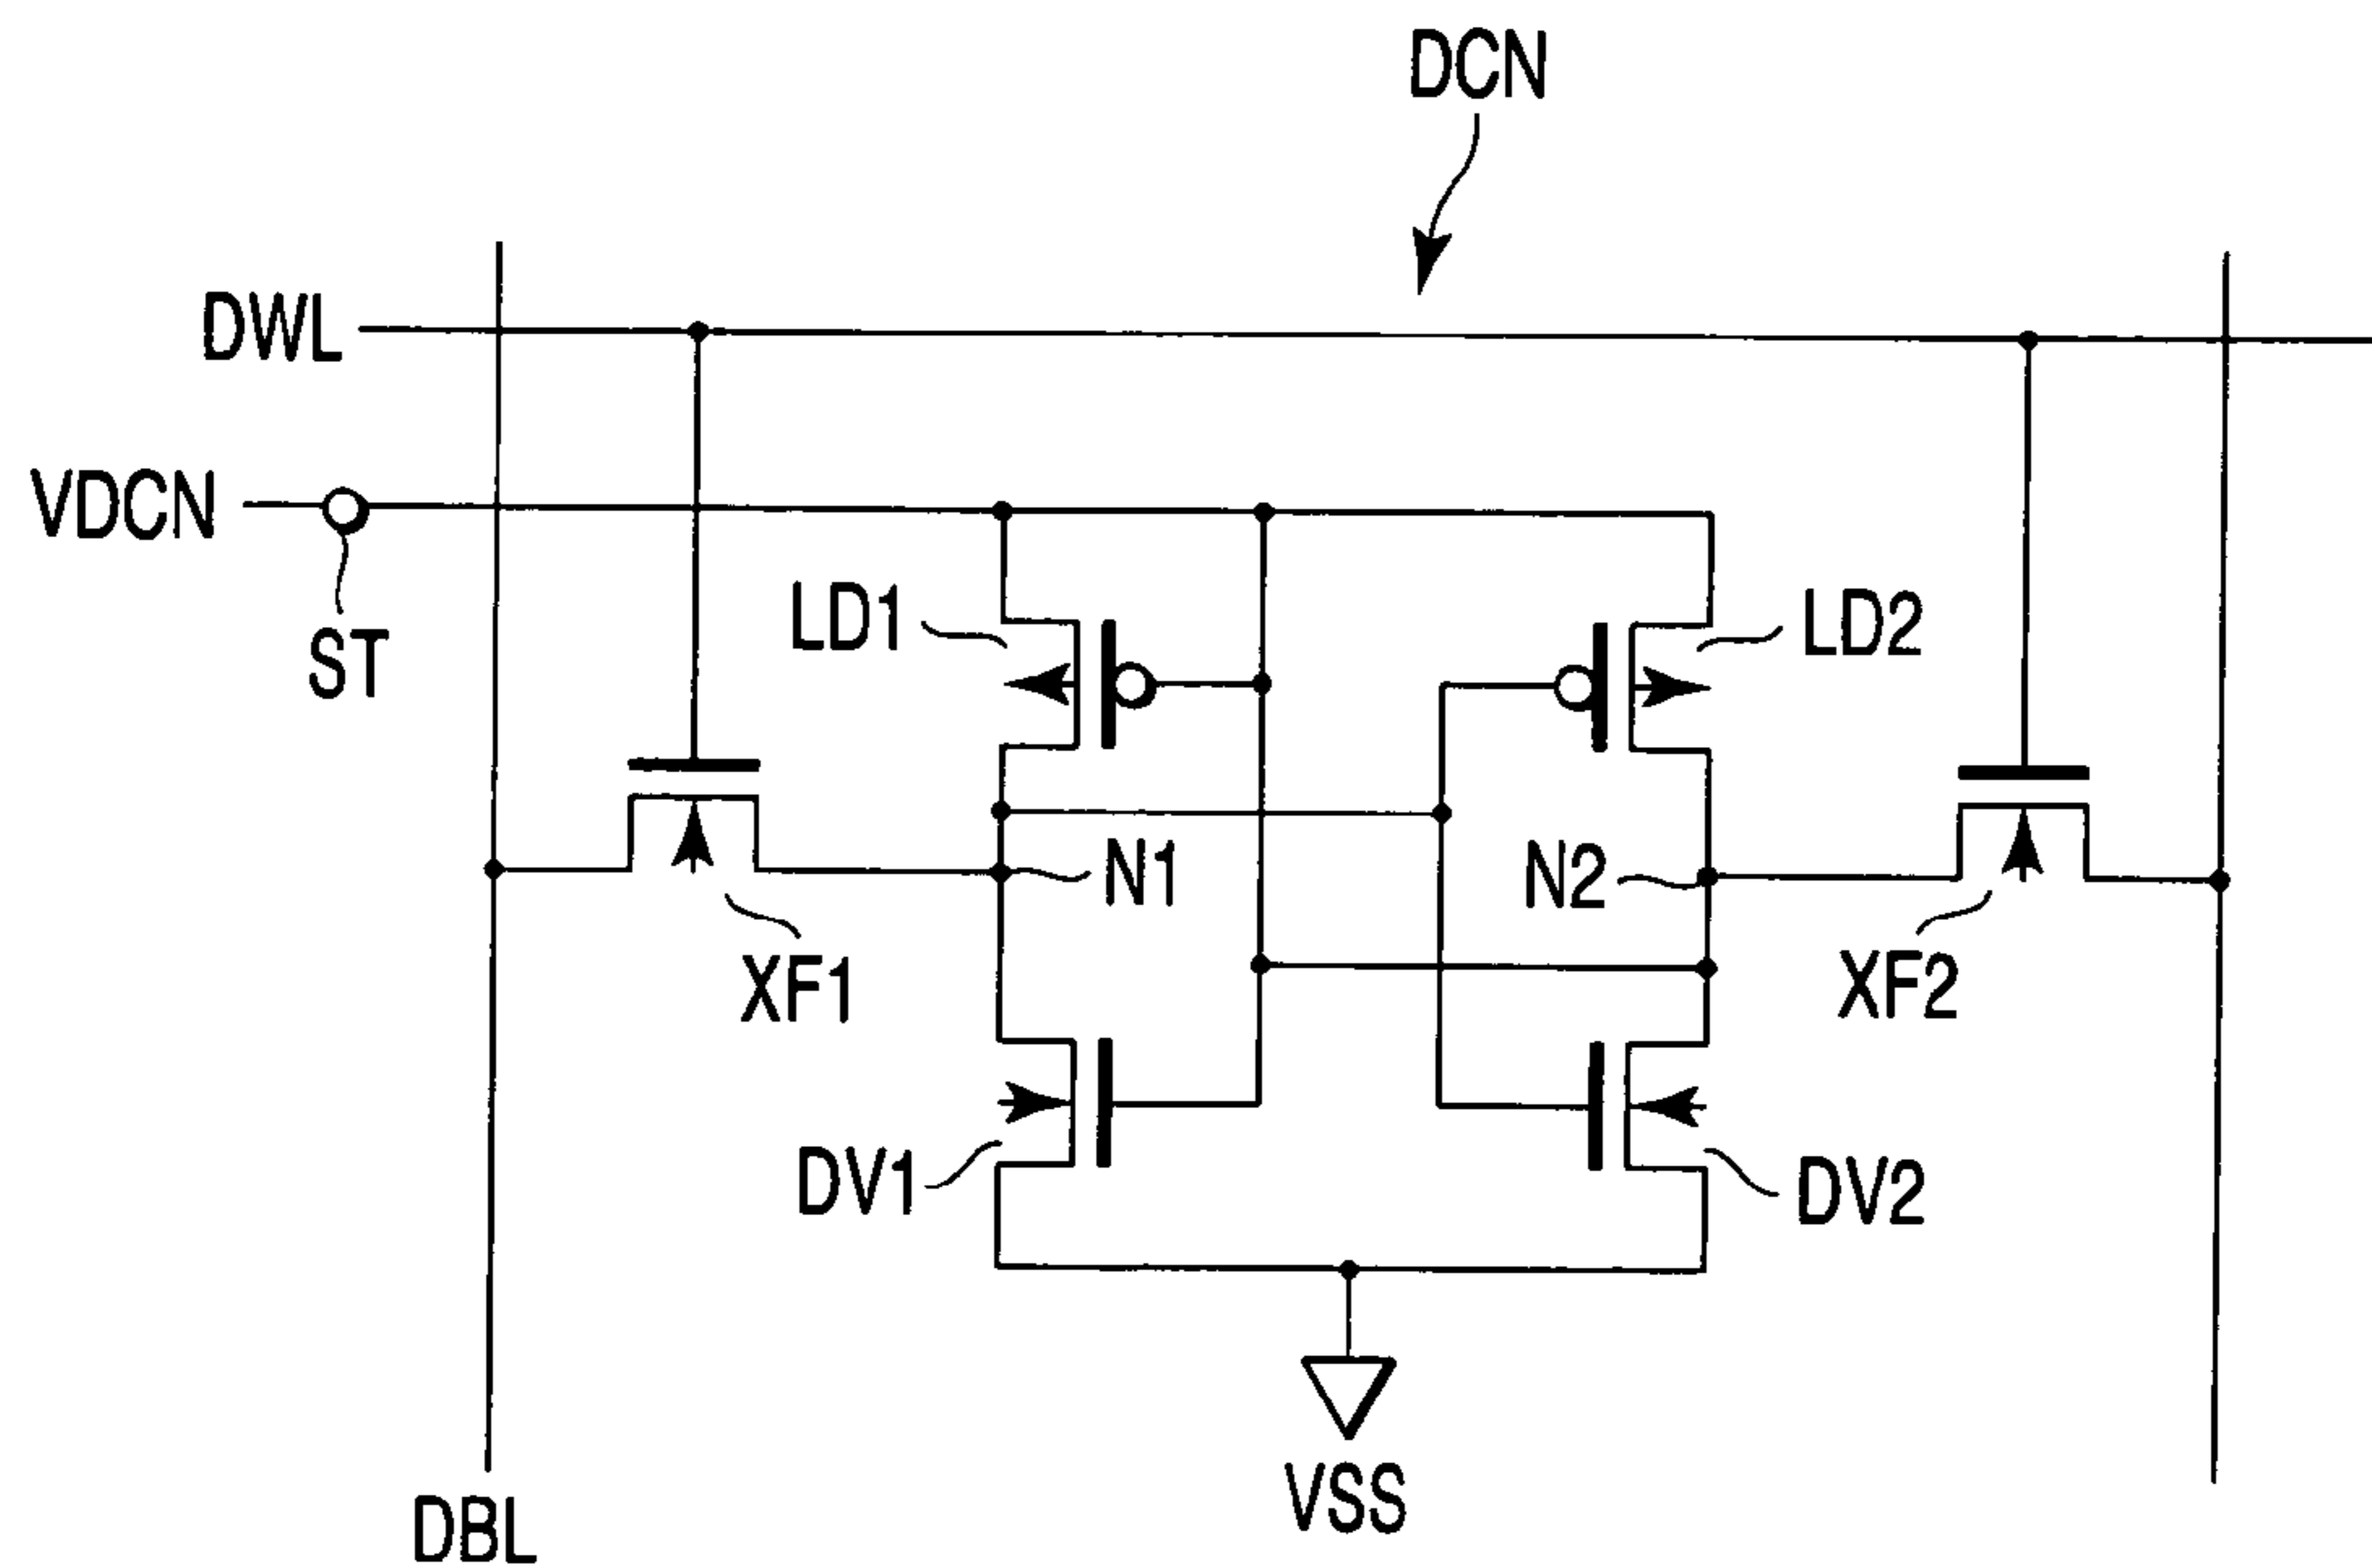 DCN
DWL
VDCN
ST
LD1
LD2
N1
N2
XF1
XF2
DV1
DV2
VSS
DBL